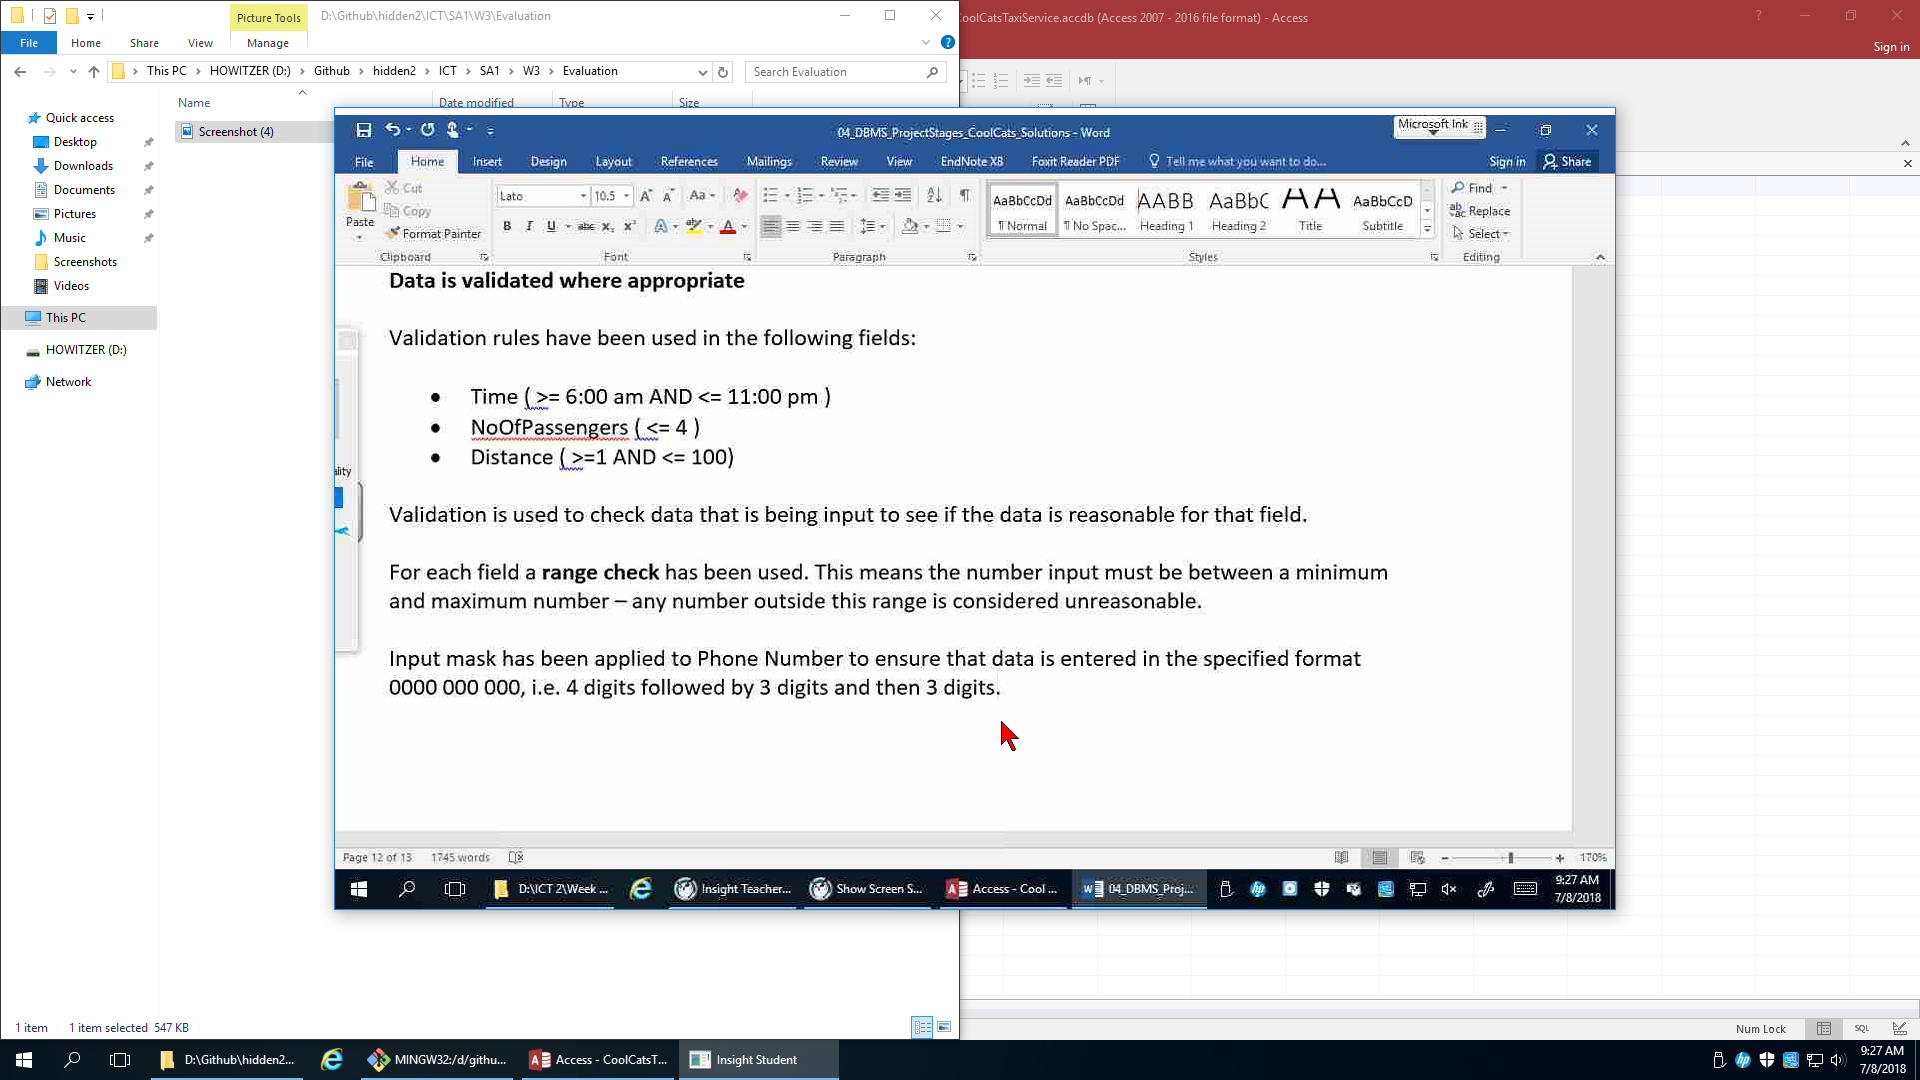 Picture Tools
D:\Github\hidden2\ICT\SA1\W3\Evaluation
CoolCatsTaxiService.accdb (Access 2007 - 2016 file format) - Access
Sign in
File
Home
Share
View
Manage
This PC
HOWITZER (D:)
Github
hidden2
ICT
SA1
W3
Evaluation
Search Evaluation
Name
Date modified
Type
Size
Quick access
Desktop
Downloads
Documents
Pictures
Music
Screenshots
Videos
This PC
HOWITZER (D:)
Network
Screenshot (4)
04_DBMS_ProjectStages_CoolCats_Solutions - Word
Microsoft Ink
File
Home
Insert
Design
Layout
References
Mailings
Review
View
EndNote X8
Foxit Reader PDF
Tell me what you want to do...
Sign in
Share
Paste
Cut
Copy
Format Painter
Clipboard
Lato
10.5
Font
Paragraph
AaBbCcDd
¶ Normal
AaBbCcDd
¶ No Spac...
AABB
Heading 1
AaBbC
Heading 2
AA
Title
AaBbCcD
Subtitle
Styles
Find
Replace
Select
Editing
Data is validated where appropriate
Validation rules have been used in the following fields:
• Time ( >= 6:00 am AND <= 11:00 pm )
• NoOfPassengers ( <= 4 )
• Distance ( >=1 AND <= 100)
Validation is used to check data that is being input to see if the data is reasonable for that field.
For each field a range check has been used. This means the number input must be between a minimum
and maximum number – any number outside this range is considered unreasonable.
Input mask has been applied to Phone Number to ensure that data is entered in the specified format
0000 000 000, i.e. 4 digits followed by 3 digits and then 3 digits.
ality
Page 12 of 13
1745 words
170%
D:\ICT 2\Week ...
Insight Teacher...
Show Screen S...
Access - Cool ...
04_DBMS_Proj...
9:27 AM
7/8/2018
1 item
1 item selected 547 KB
Num Lock
SQL
D:\Github\hidden2...
MINGW32:/d/githu...
Access - CoolCatsT...
Insight Student
9:27 AM
7/8/2018